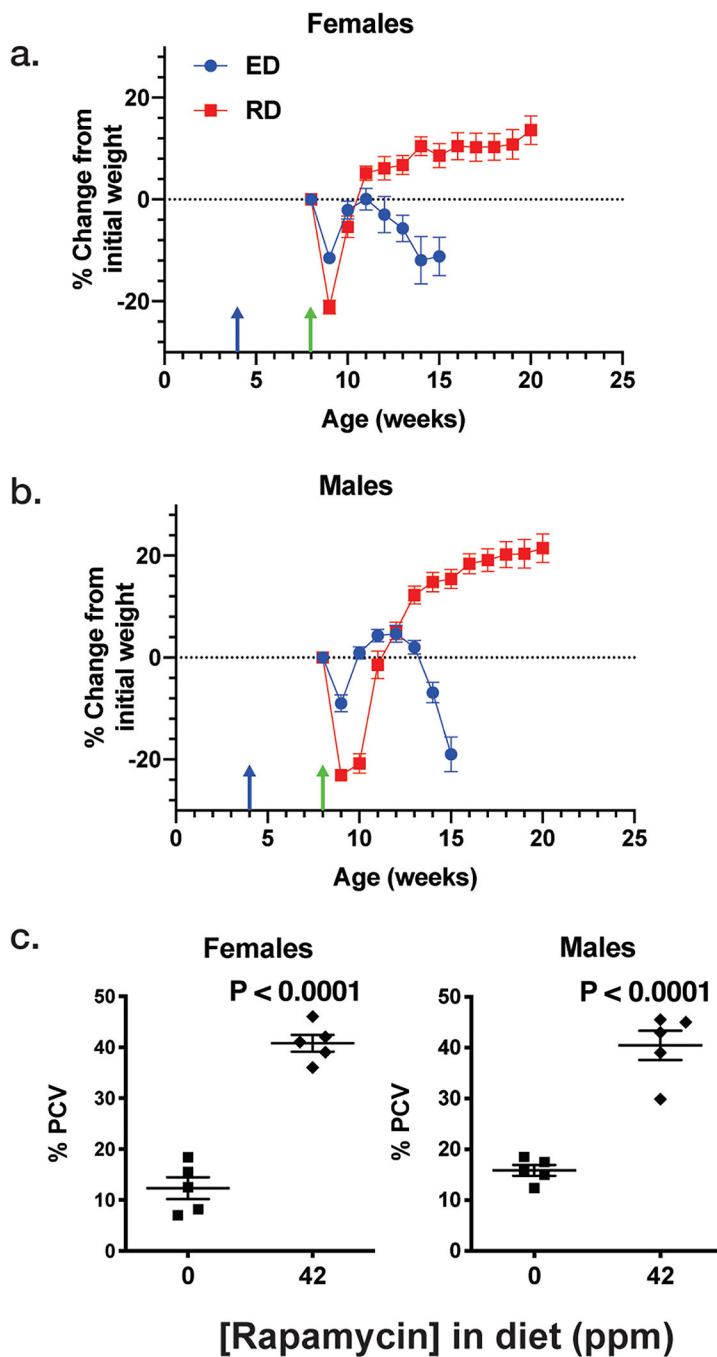 a.
Females
ED
RD
% Change from
initial weight
20
0
-20
0 5 10 15 20 25
Age (weeks)
b.
Males
% Change from
initial weight
20
0
-20
0 5 10 15 20 25
Age (weeks)
c.
Females Males
P < 0.0001 P < 0.0001
% PCV % PCV
50 50
40 40
30 30
20 20
10 10
0 0
0 42 0 42
[Rapamycin] in diet (ppm)